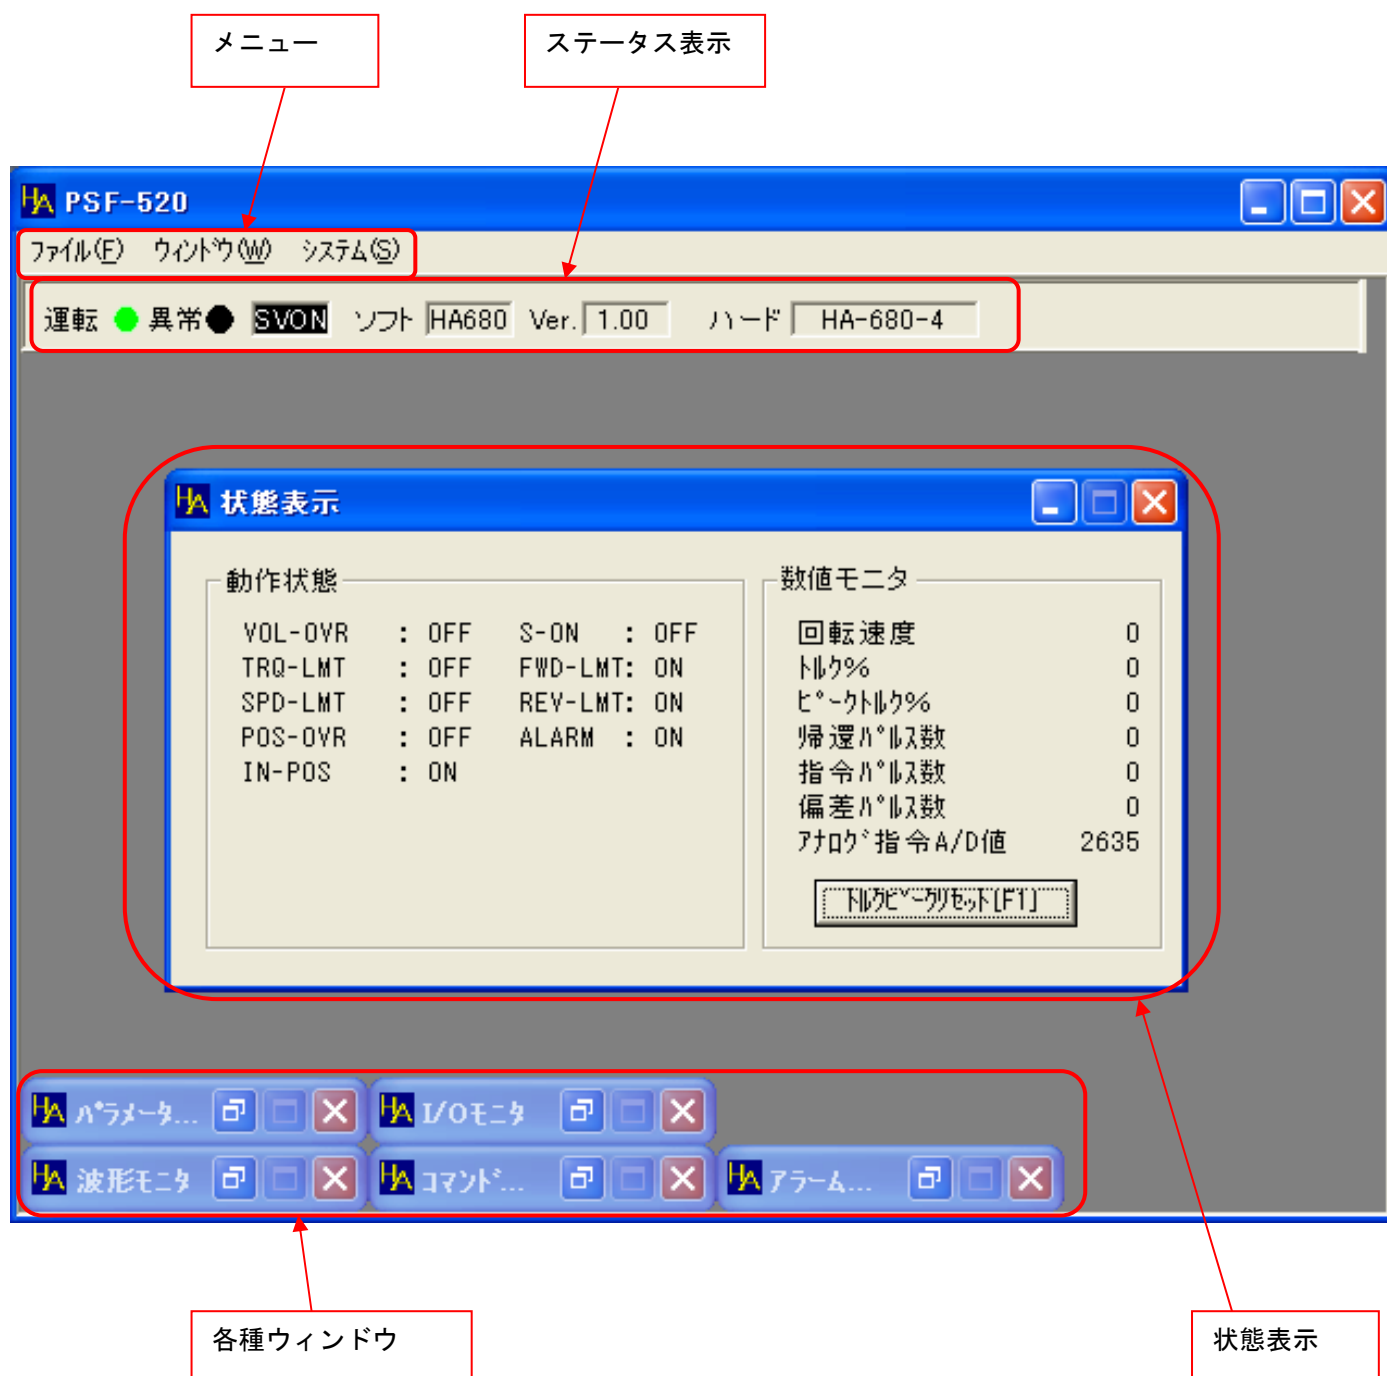 メニュー
ステータス表示
PSF-520
ファイル(F) ウィンドウ(W) システム(S)
運転 異常 SVON ソフト HA680 Ver. 1.00 ハード HA-680-4
状態表示
動作状態
VOL-OVR : OFF S-ON : OFF
TRQ-LMT : OFF FWD-LMT: ON
SPD-LMT : OFF REV-LMT: ON
POS-OVR : OFF ALARM : ON
IN-POS : ON
数値モニタ
回転速度 0
トルク% 0
ピークトルク% 0
帰還パルス数 0
指令パルス数 0
偏差パルス数 0
アナログ指令A/D値 2635
トルクピークリセット[F1]
パラメータ... I/Oモニタ
波形モニタ コマンド... アラーム...
各種ウィンドウ
状態表示